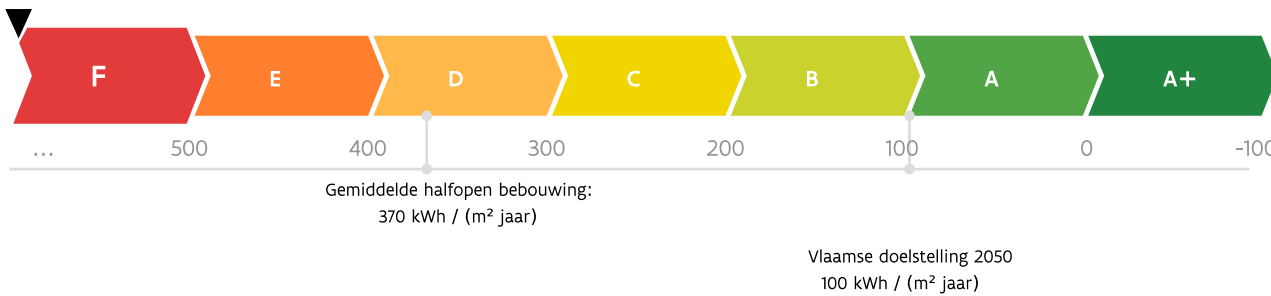 F E D C B A A+
... 500 400 300 200 100 0 -100
Gemiddelde halfopen bebouwing:
370 kWh / (m² jaar)
Vlaamse doelstelling 2050
100 kWh / (m² jaar)